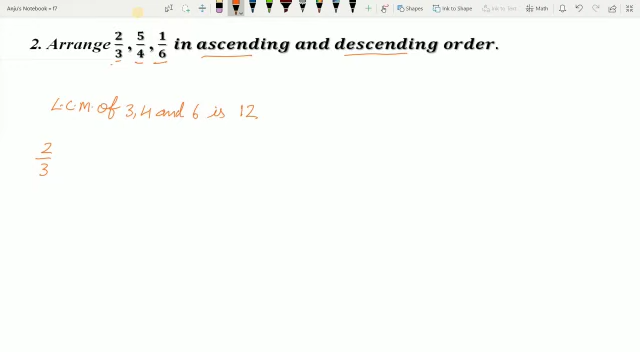 Anju's Notebook • 17
Shapes Ink to Shape Ink to Text Math
2. Arrange 2/3, 5/4, 1/6 in ascending and descending order.
L.C.M. of 3, 4 and 6 is 12
2/3